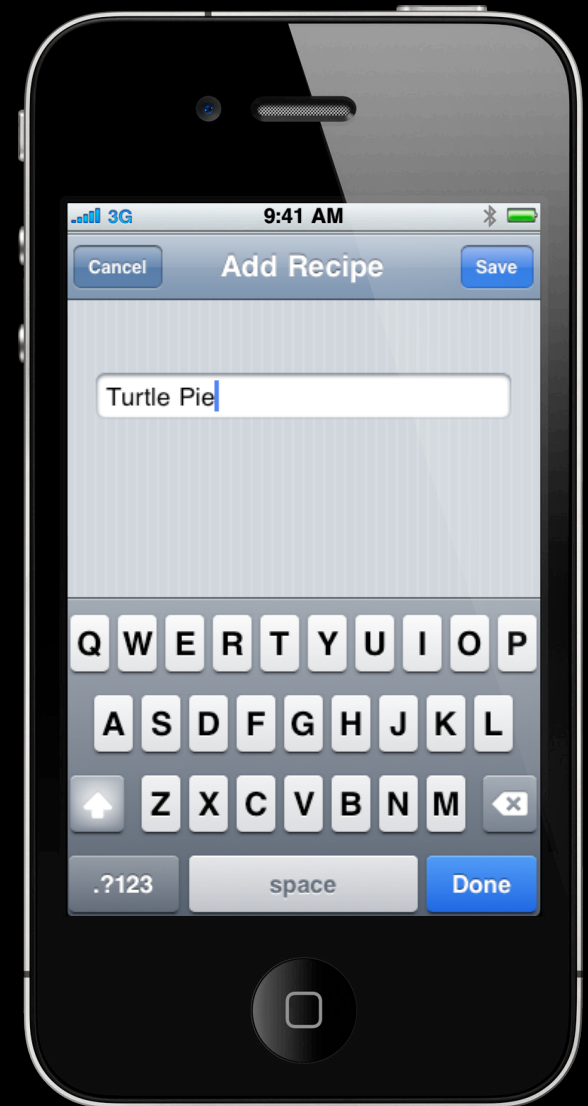 3G 9:41 AM
Cancel Add Recipe Save
Turtle Pie
Q W E R T Y U I O P
A S D F G H J K L
Z X C V B N M
.?123 space Done